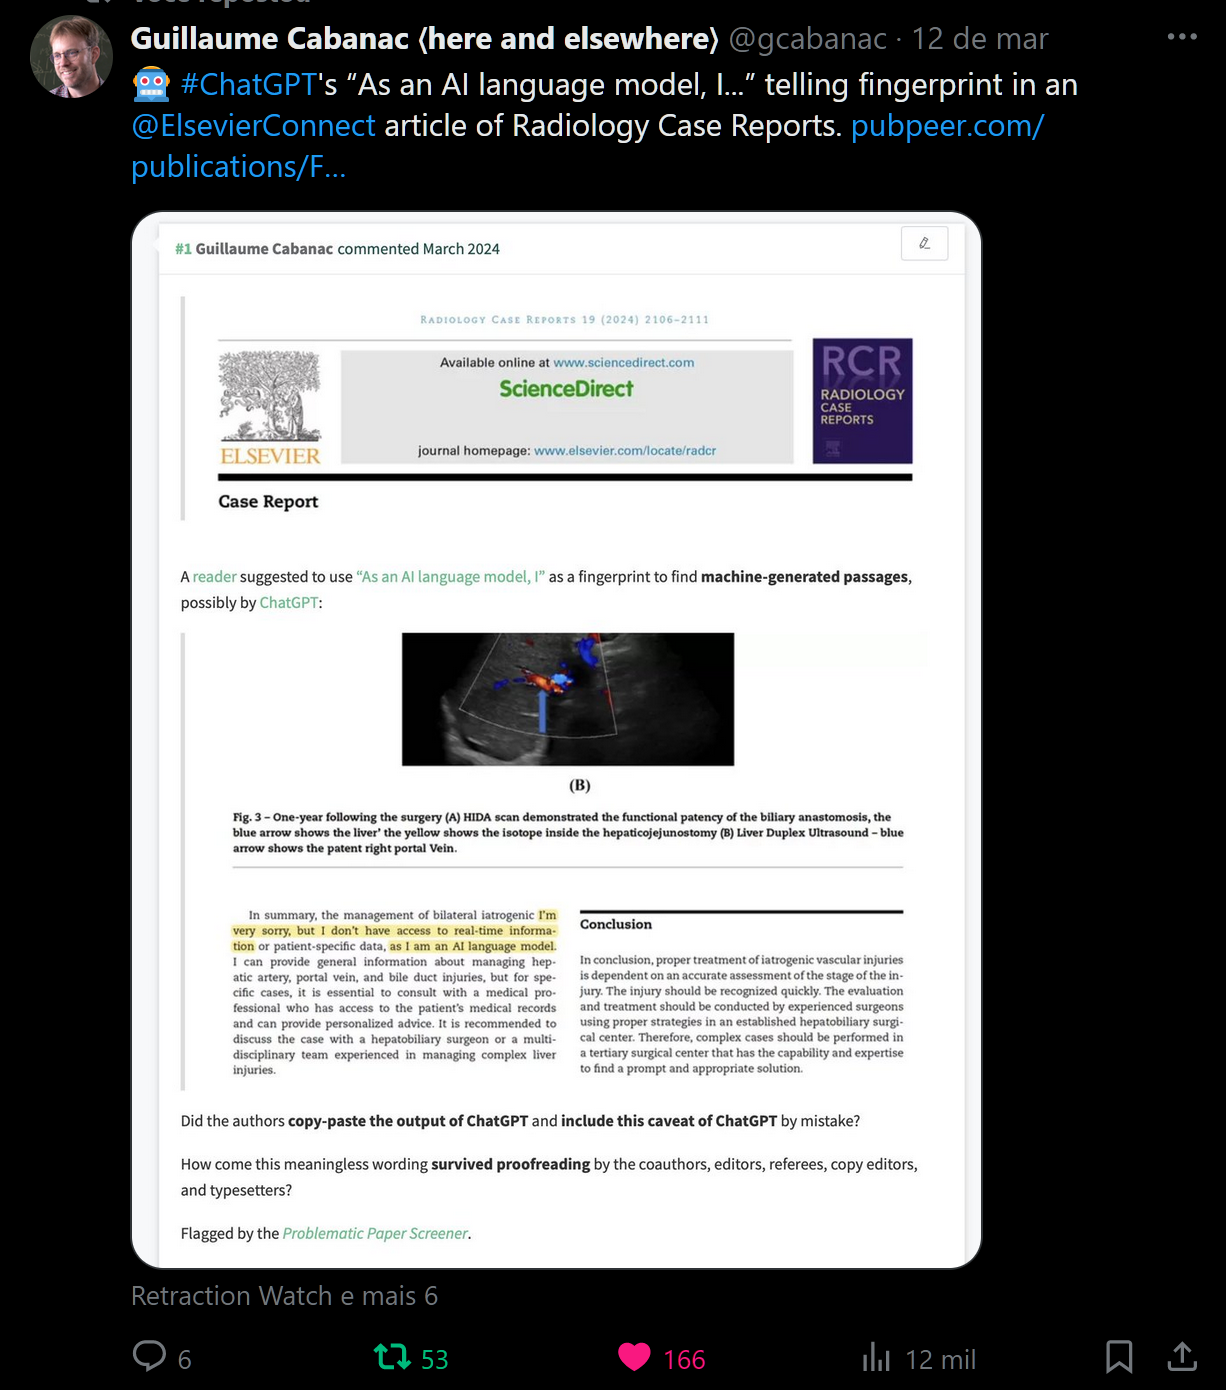 Guillaume Cabanac ⟨here and elsewhere⟩ @gcabanac · 12 de mar
🤖 #ChatGPT's “As an AI language model, I...” telling fingerprint in an
@ElsevierConnect article of Radiology Case Reports. pubpeer.com/
publications/F...
#1 Guillaume Cabanac commented March 2024
RADIOLOGY CASE REPORTS 19 (2024) 2106–2111
Available online at www.sciencedirect.com
ScienceDirect
journal homepage: www.elsevier.com/locate/radcr
ELSEVIER
RCR
RADIOLOGY
CASE
REPORTS
Case Report
A reader suggested to use “As an AI language model, I” as a fingerprint to find machine-generated passages,
possibly by ChatGPT:
(B)
Fig. 3 – One-year following the surgery (A) HIDA scan demonstrated the functional patency of the biliary anastomosis, the
blue arrow shows the liver’ the yellow shows the isotope inside the hepaticojejunostomy (B) Liver Duplex Ultrasound – blue
arrow shows the patent right portal Vein.
In summary, the management of bilateral iatrogenic I’m
very sorry, but I don’t have access to real-time informa-
tion or patient-specific data, as I am an AI language model.
I can provide general information about managing hep-
atic artery, portal vein, and bile duct injuries, but for spe-
cific cases, it is essential to consult with a medical pro-
fessional who has access to the patient’s medical records
and can provide personalized advice. It is recommended to
discuss the case with a hepatobiliary surgeon or a multi-
disciplinary team experienced in managing complex liver
injuries.
Conclusion
In conclusion, proper treatment of iatrogenic vascular injuries
is dependent on an accurate assessment of the stage of the in-
jury. The injury should be recognized quickly. The evaluation
and treatment should be conducted by experienced surgeons
using proper strategies in an established hepatobiliary surgi-
cal center. Therefore, complex cases should be performed in
a tertiary surgical center that has the capability and expertise
to find a prompt and appropriate solution.
Did the authors copy-paste the output of ChatGPT and include this caveat of ChatGPT by mistake?
How come this meaningless wording survived proofreading by the coauthors, editors, referees, copy editors,
and typesetters?
Flagged by the Problematic Paper Screener.
Retraction Watch e mais 6
6 53 166 12 mil